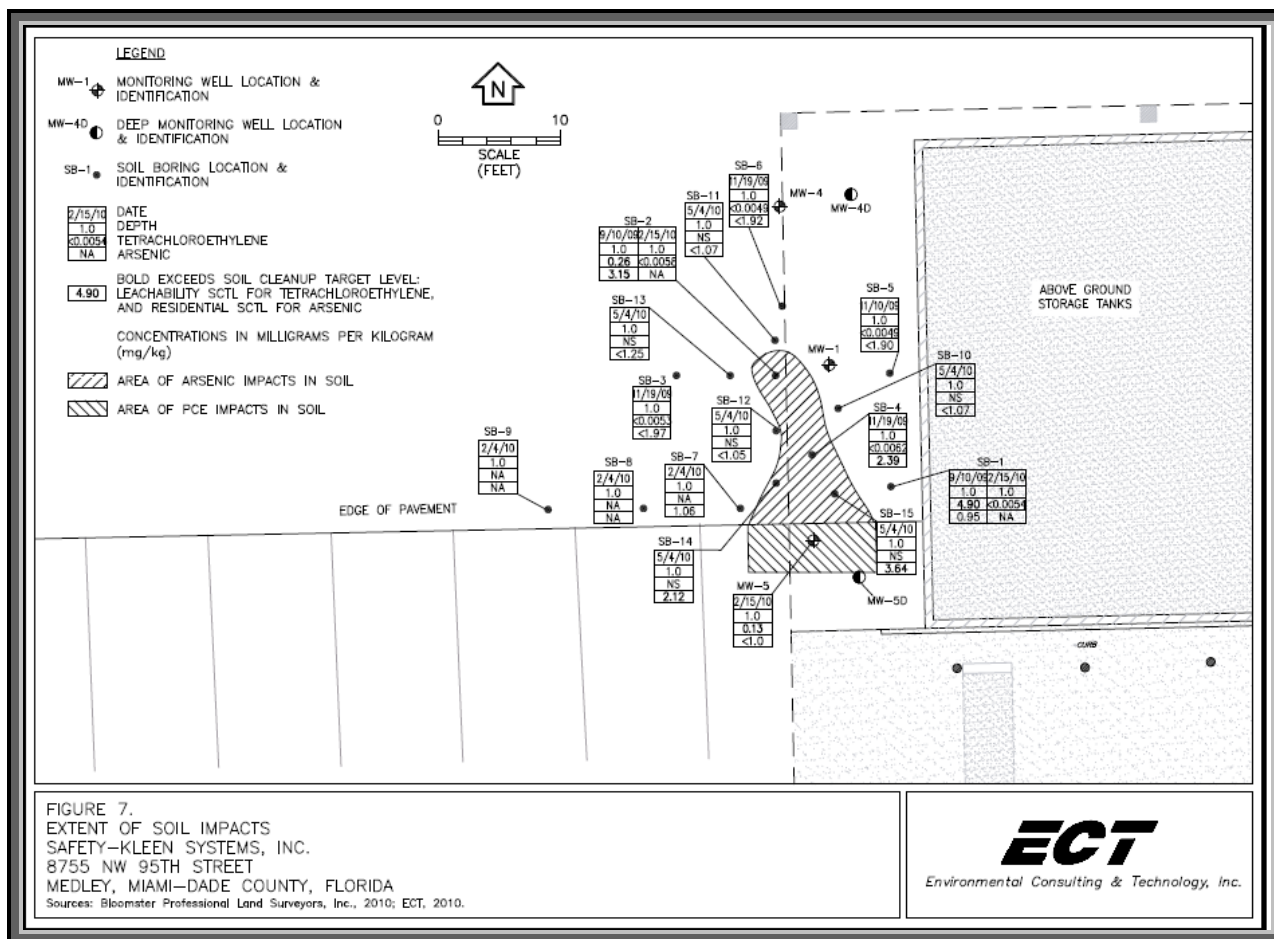 LEGEND
MW-1
MONITORING WELL LOCATION &
IDENTIFICATION
MW-4D
DEEP MONITORING WELL LOCATION
& IDENTIFICATION
SB-1
SOIL BORING LOCATION &
IDENTIFICATION
2/15/10 DATE
1.0 DEPTH
<0.0054 TETRACHLOROETHYLENE
NA ARSENIC
4.90
BOLD EXCEEDS SOIL CLEANUP TARGET LEVEL:
LEACHABILITY SCTL FOR TETRACHLOROETHYLENE,
AND RESIDENTIAL SCTL FOR ARSENIC
CONCENTRATIONS IN MILLIGRAMS PER KILOGRAM
(mg/kg)
AREA OF ARSENIC IMPACTS IN SOIL
AREA OF PCE IMPACTS IN SOIL
N
0 10
SCALE
(FEET)
SB-6
11/19/09
1.0
<0.0049
<1.92
MW-4
MW-4D
SB-11
5/4/10
1.0
NS
<1.07
SB-2
9/10/09 2/15/10
1.0 1.0
0.26 <0.0058
3.15 NA
SB-13
5/4/10
1.0
NS
<1.25
SB-5
11/10/09
1.0
<0.0049
<1.90
ABOVE GROUND
STORAGE TANKS
MW-1
SB-10
5/4/10
1.0
NS
<1.07
SB-3
11/19/09
1.0
<0.0053
<1.97
SB-12
5/4/10
1.0
NS
<1.05
SB-4
11/19/09
1.0
<0.0062
2.39
SB-9
2/4/10
1.0
NA
NA
SB-8
2/4/10
1.0
NA
NA
SB-7
2/4/10
1.0
NA
1.06
SB-1
9/10/09 2/15/10
1.0 1.0
4.90 <0.0054
0.95 NA
EDGE OF PAVEMENT
SB-15
5/4/10
1.0
NS
3.64
SB-14
5/4/10
1.0
NS
2.12
MW-5
2/15/10
1.0
0.13
<1.0
MW-5D
CURB
FIGURE 7.
EXTENT OF SOIL IMPACTS
SAFETY-KLEEN SYSTEMS, INC.
8755 NW 95TH STREET
MEDLEY, MIAMI-DADE COUNTY, FLORIDA
Sources: Bloomster Professional Land Surveyors, Inc., 2010; ECT, 2010.
ECT
Environmental Consulting & Technology, Inc.